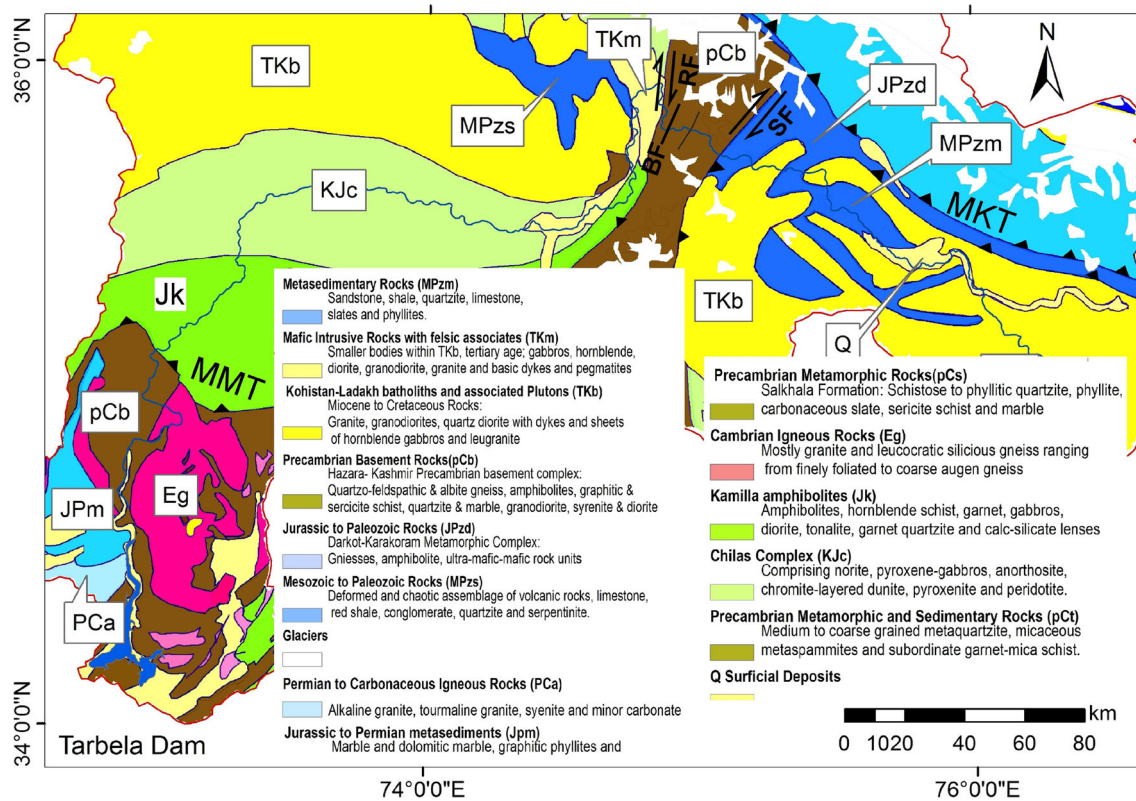 36°0'0"N
34°0'0"N
74°0'0"E
76°0'0"E
TKb
MPzs
TKm
pCb
RF
BF
SF
JPzd
MPzm
N
KJc
MKT
Jk
MMT
TKb
Q
pCb
Eg
JPm
PCa
Tarbela Dam
Metasedimentary Rocks (MPzm)
Sandstone, shale, quartzite, limestone,
slates and phyllites.
Mafic Intrusive Rocks with felsic associates (TKm)
Smaller bodies within TKb, tertiary age; gabbros, hornblende,
diorite, granodiorite, granite and basic dykes and pegmatites
Kohistan-Ladakh batholiths and associated Plutons (TKb)
Miocene to Cretaceous Rocks:
Granite, granodiorites, quartz diorite with dykes and sheets
of hornblende gabbros and leugranite
Precambrian Basement Rocks(pCb)
Hazara- Kashmir Precambrian basement complex:
Quartzo-feldspathic & albite gneiss, amphibolites, graphitic &
sericite schist, quartzite & marble, granodiorite, syrenite & diorite
Jurassic to Paleozoic Rocks (JPzd)
Darkot-Karakoram Metamorphic Complex:
Gniesses, amphibolite, ultra-mafic-mafic rock units
Mesozoic to Paleozoic Rocks (MPzs)
Deformed and chaotic assemblage of volcanic rocks, limestone,
red shale, conglomerate, quartzite and serpentinite.
Glaciers
Permian to Carbonaceous Igneous Rocks (PCa)
Alkaline granite, tourmaline granite, syenite and minor carbonate
Jurassic to Permian metasediments (Jpm)
Marble and dolomitic marble, graphitic phyllites and
Precambrian Metamorphic Rocks(pCs)
Salkhala Formation: Schistose to phyllitic quartzite, phyllite,
carbonaceous slate, sericite schist and marble
Cambrian Igneous Rocks (Eg)
Mostly granite and leucocratic silicious gneiss ranging
from finely foliated to coarse augen gneiss
Kamilla amphibolites (Jk)
Amphibolites, hornblende schist, garnet, gabbros,
diorite, tonalite, garnet quartzite and calc-silicate lenses
Chilas Complex (KJc)
Comprising norite, pyroxene-gabbros, anorthosite,
chromite-layered dunite, pyroxenite and peridotite.
Precambrian Metamorphic and Sedimentary Rocks (pCt)
Medium to coarse grained metaquartzite, micaceous
metaspammites and subordinate garnet-mica schist.
Q Surficial Deposits
km
0 1020 40 60 80